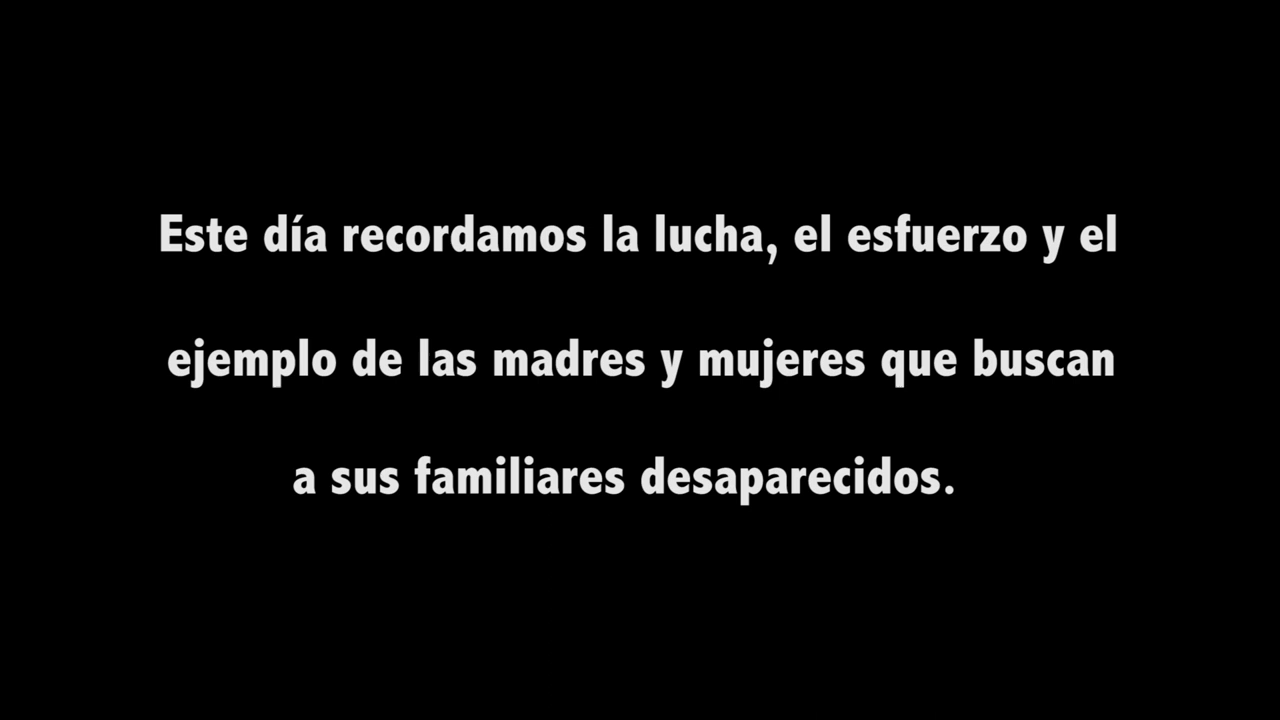 Este día recordamos la lucha, el esfuerzo y el
ejemplo de las madres y mujeres que buscan
a sus familiares desaparecidos.